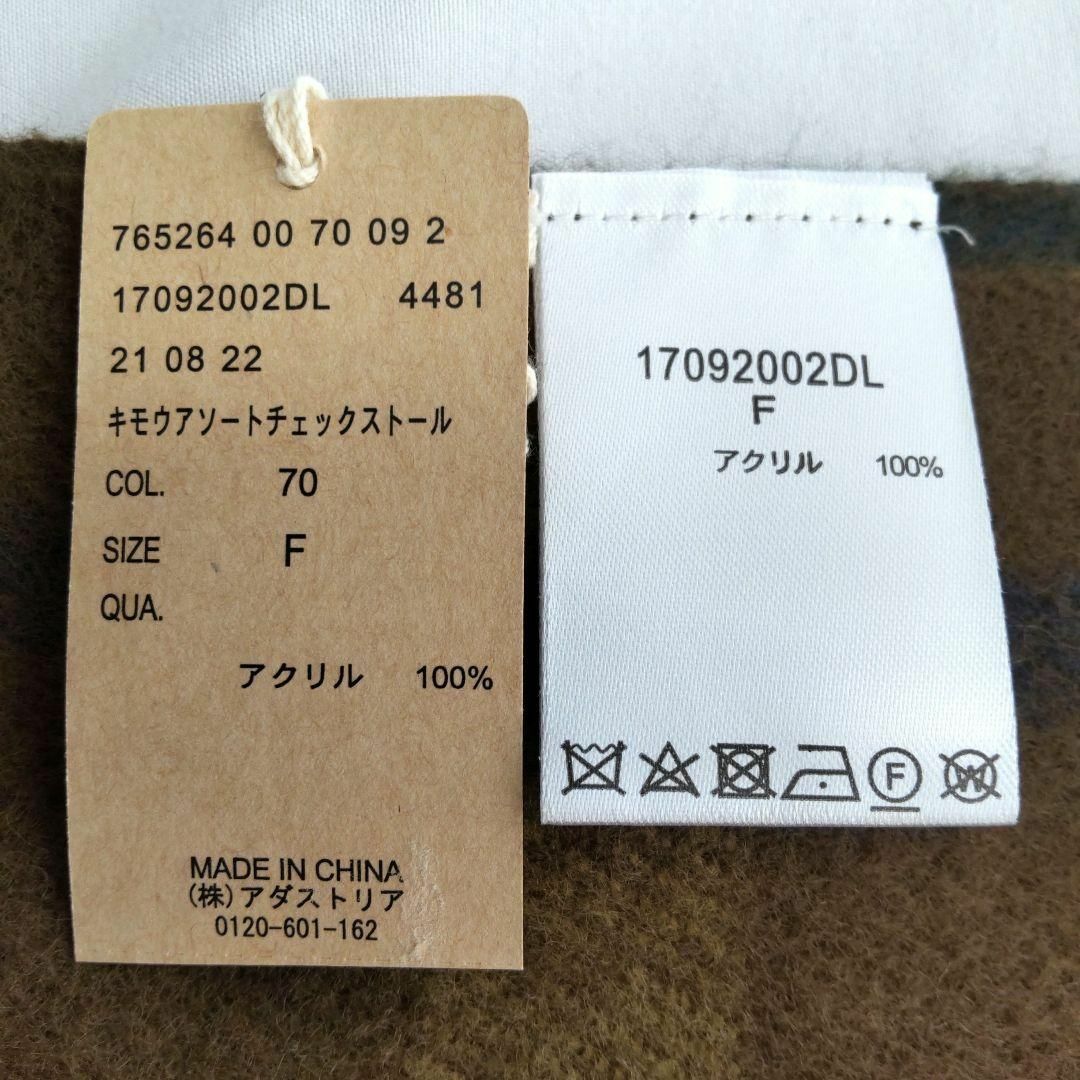 765264 00 70 09 2
17092002DL 4481
21 08 22
キモウアソートチェックストール
COL. 70
SIZE F
QUA.
アクリル 100%
MADE IN CHINA
(株)アダストリア
0120-601-162
17092002DL
F
アクリル 100%
F W